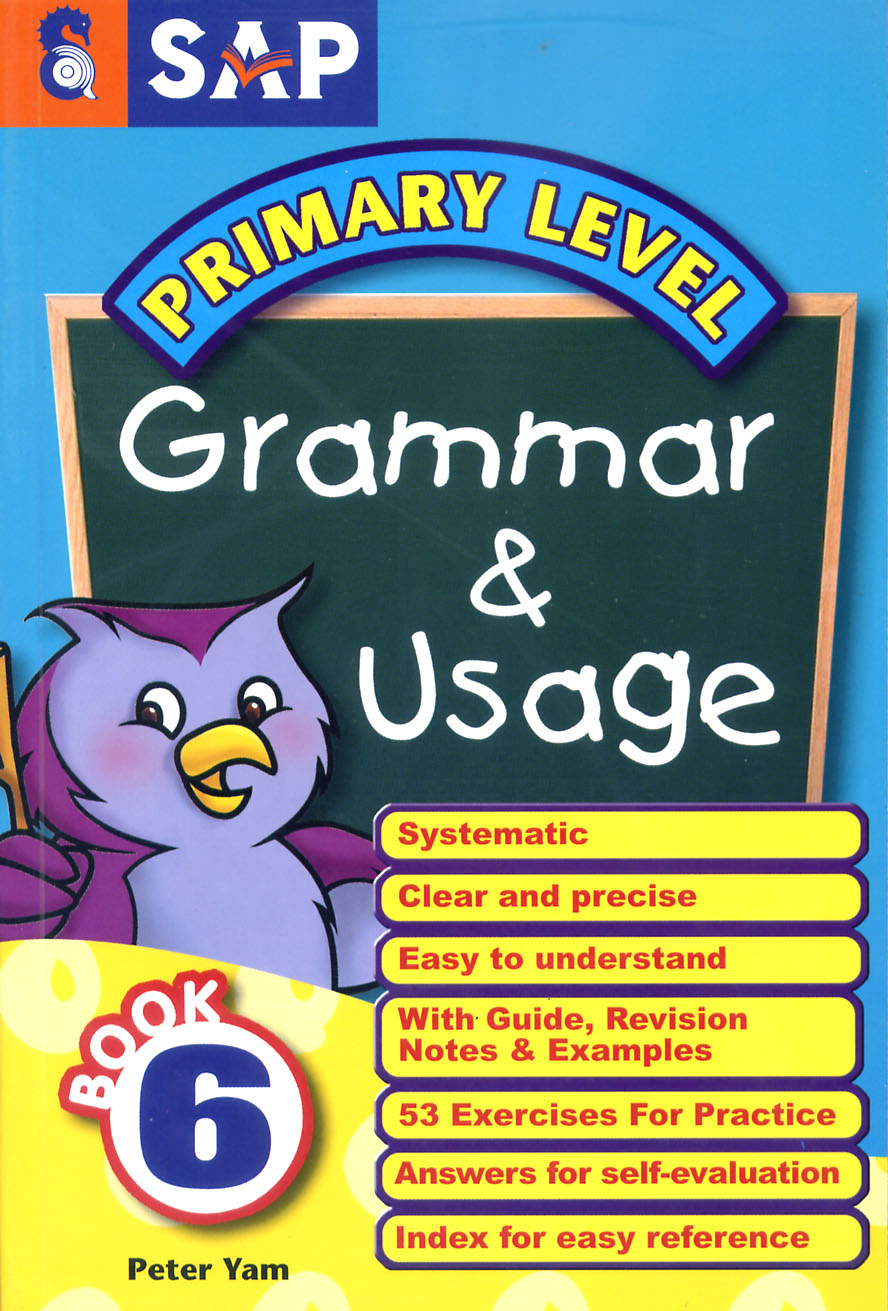 SAP
PRIMARY LEVEL
Grammar
&
Usage
Systematic
Clear and precise
Easy to understand
With Guide, Revision
Notes & Examples
53 Exercises For Practice
Answers for self-evaluation
Index for easy reference
BOOK
6
Peter Yam